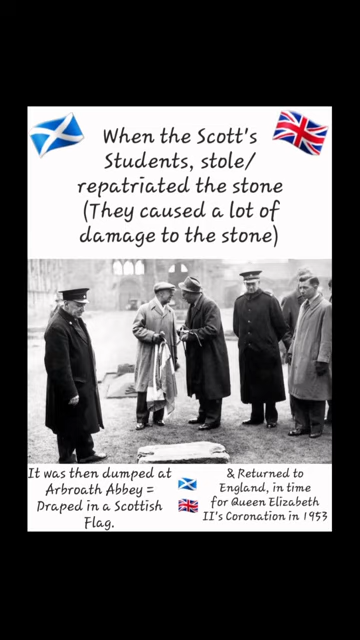 When the Scott's
Students, stole/
repatriated the stone
(They caused a lot of
damage to the stone)
It was then dumped at
Arbroath Abbey =
Draped in a Scottish
Flag.
& Returned to
England, in time
for Queen Elizabeth
II's Coronation in 1953